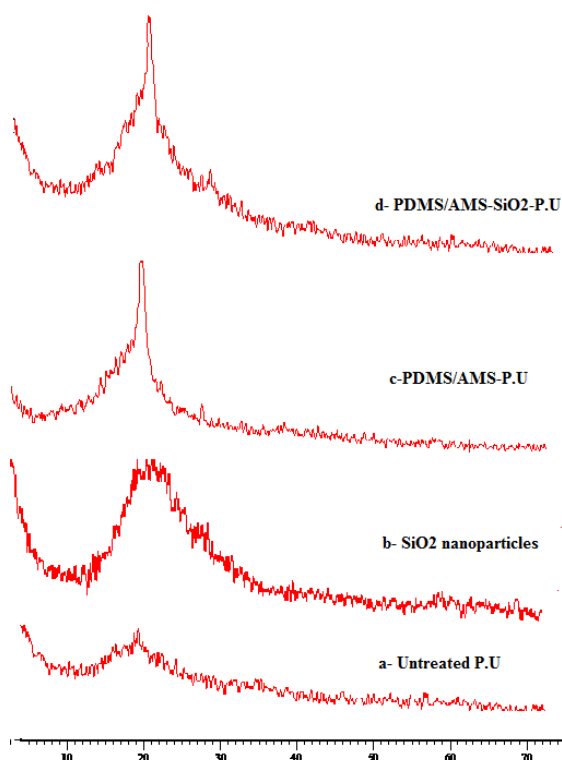 d- PDMS/AMS-SiO2-P.U
c-PDMS/AMS-P.U
b- SiO2 nanoparticles
a- Untreated P.U
10 20 30 40 50 60 70